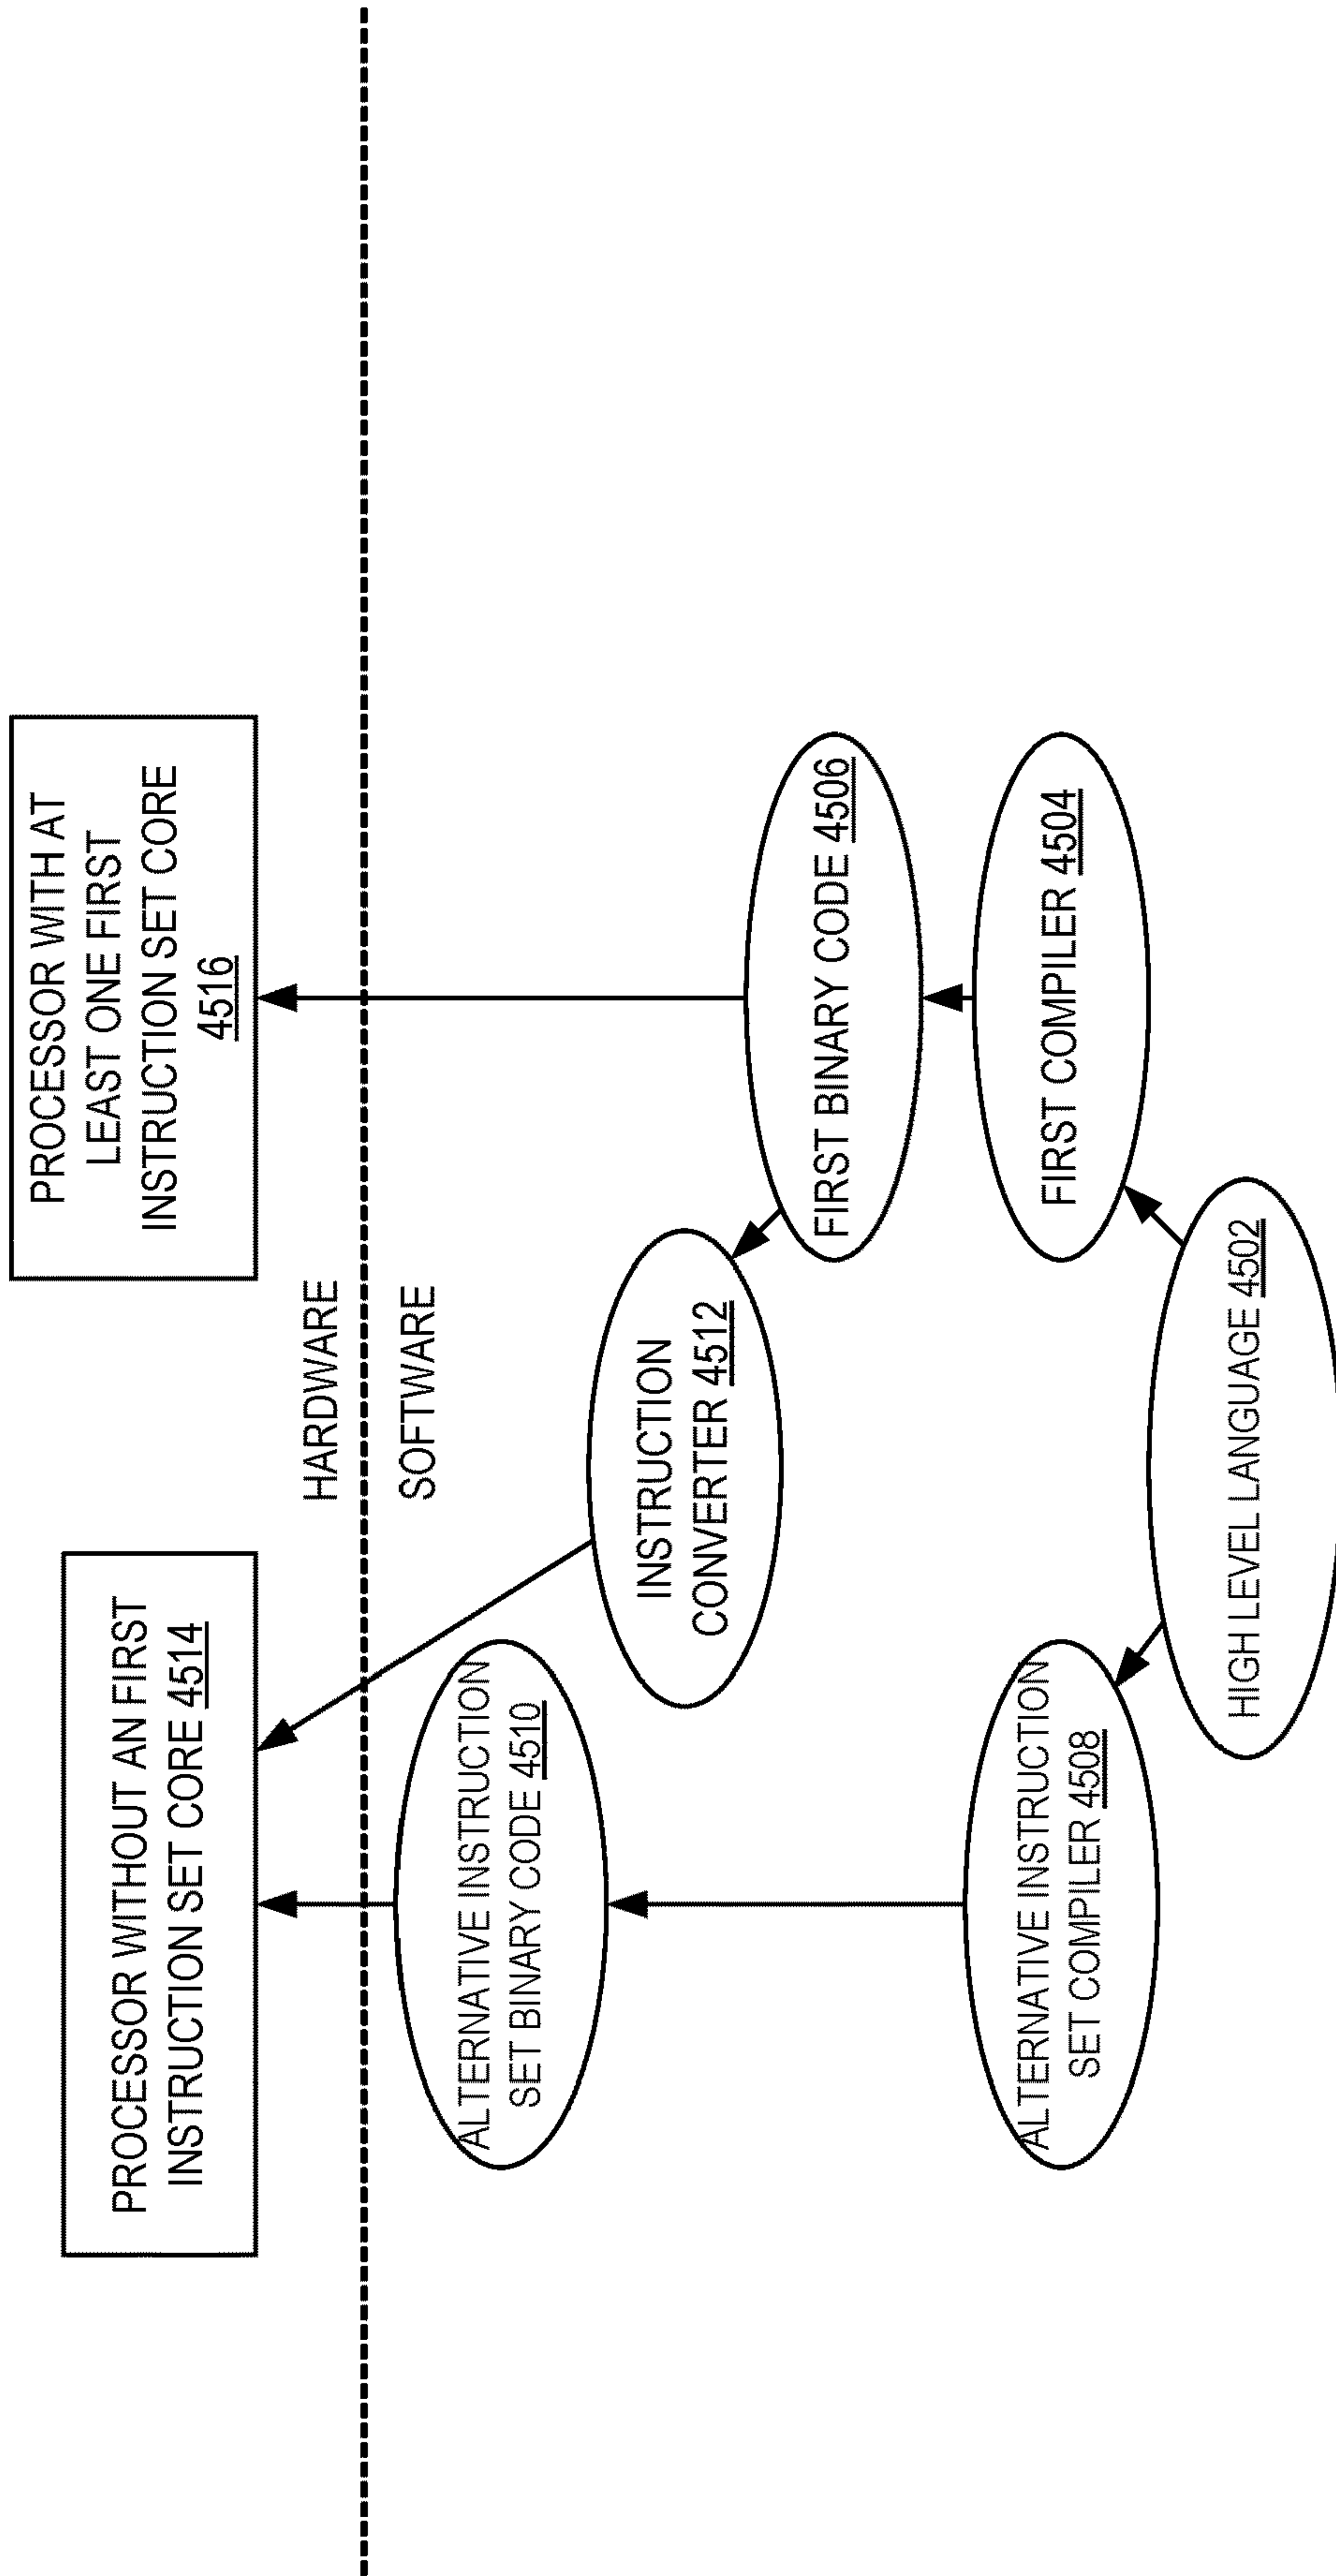 PROCESSOR WITHOUT AN FIRST
INSTRUCTION SET CORE 4514
PROCESSOR WITH AT
LEAST ONE FIRST
INSTRUCTION SET CORE
4516
HARDWARE
SOFTWARE
ALTERNATIVE INSTRUCTION
SET BINARY CODE 4510
INSTRUCTION
CONVERTER 4512
FIRST BINARY CODE 4506
ALTERNATIVE INSTRUCTION
SET COMPILER 4508
FIRST COMPILER 4504
HIGH LEVEL LANGUAGE 4502